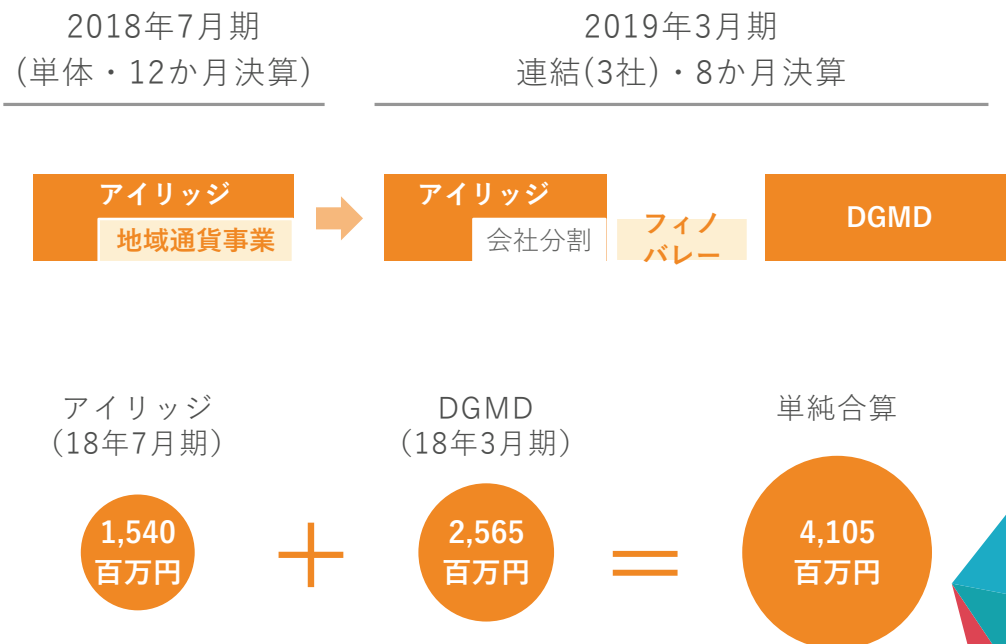 2018年7月期
(単体・12か月決算)
2019年3月期
連結(3社)・8か月決算
アイリッジ
地域通貨事業
アイリッジ
会社分割
フィノ
バレー
DGMD
アイリッジ
(18年7月期)
DGMD
(18年3月期)
単純合算
1,540
百万円
+
2,565
百万円
=
4,105
百万円